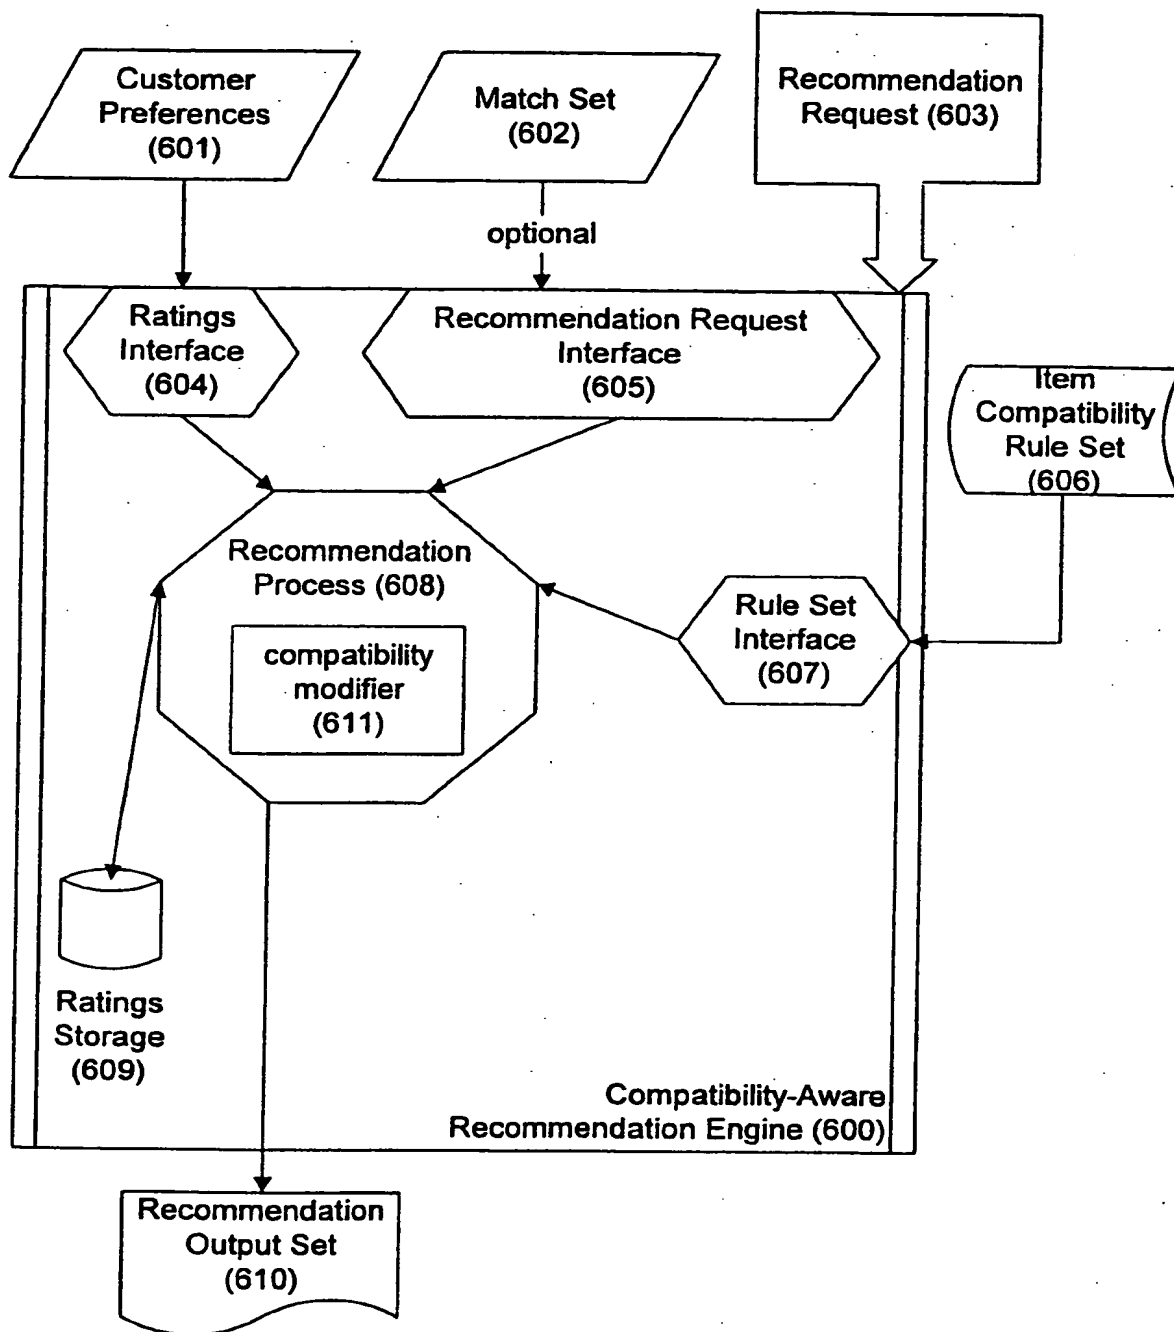 Customer
Preferences
(601)
Match Set
(602)
Recommendation
Request (603)
optional
Ratings
Interface
(604)
Recommendation Request
Interface
(605)
Item
Compatibility
Rule Set
(606)
Recommendation
Process (608)
compatibility
modifier
(611)
Rule Set
Interface
(607)
Ratings
Storage
(609)
Compatibility-Aware
Recommendation Engine (600)
Recommendation
Output Set
(610)